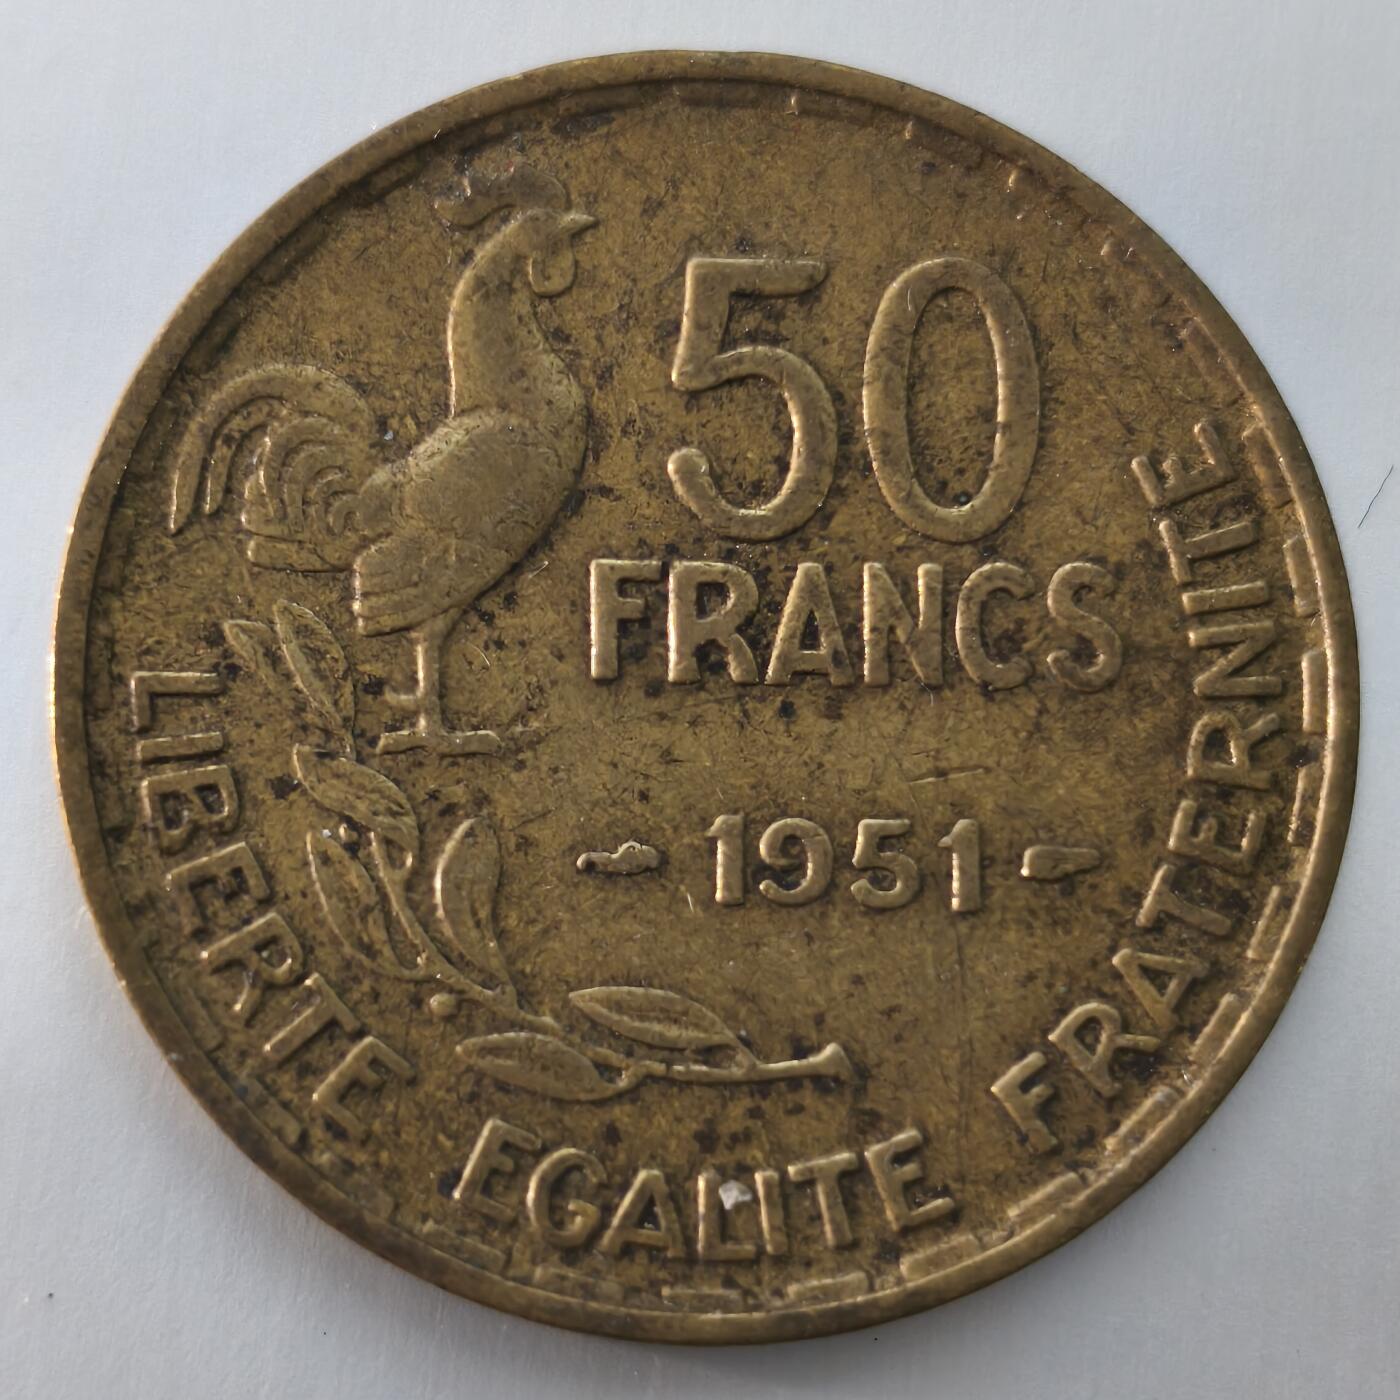 50
FRANCS
1951
LIBERTE EGALITE FRATERNITE